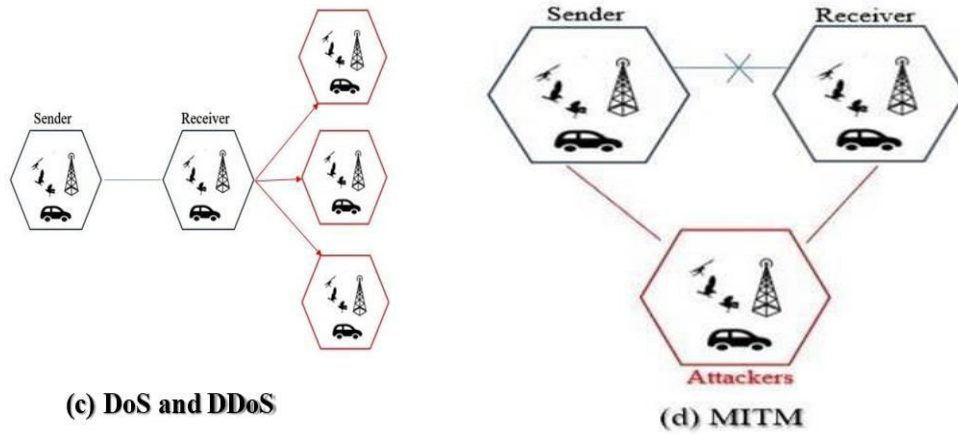 Sender
Receiver
(c) DoS and DDoS
Sender
Receiver
Attackers
(d) MITM